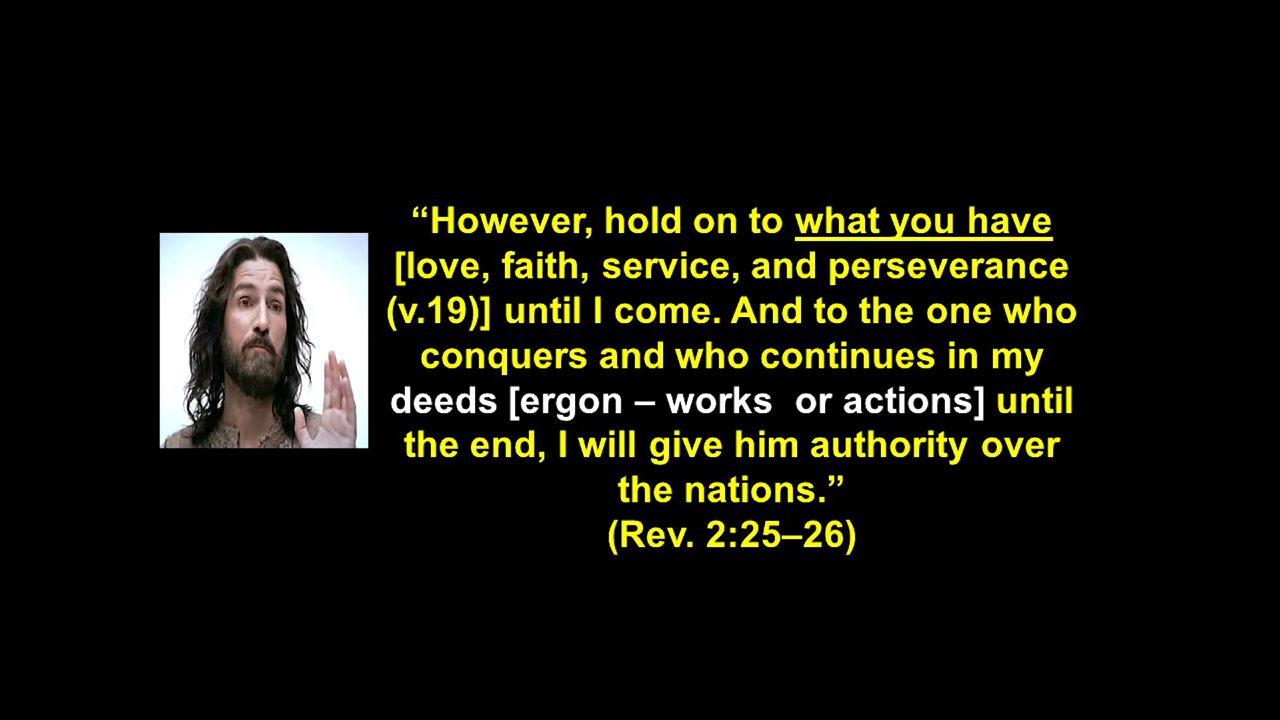 “However, hold on to what you have
[love, faith, service, and perseverance
(v.19)] until I come. And to the one who
conquers and who continues in my
deeds [ergon – works  or actions] until
the end, I will give him authority over
the nations.”
(Rev. 2:25–26)